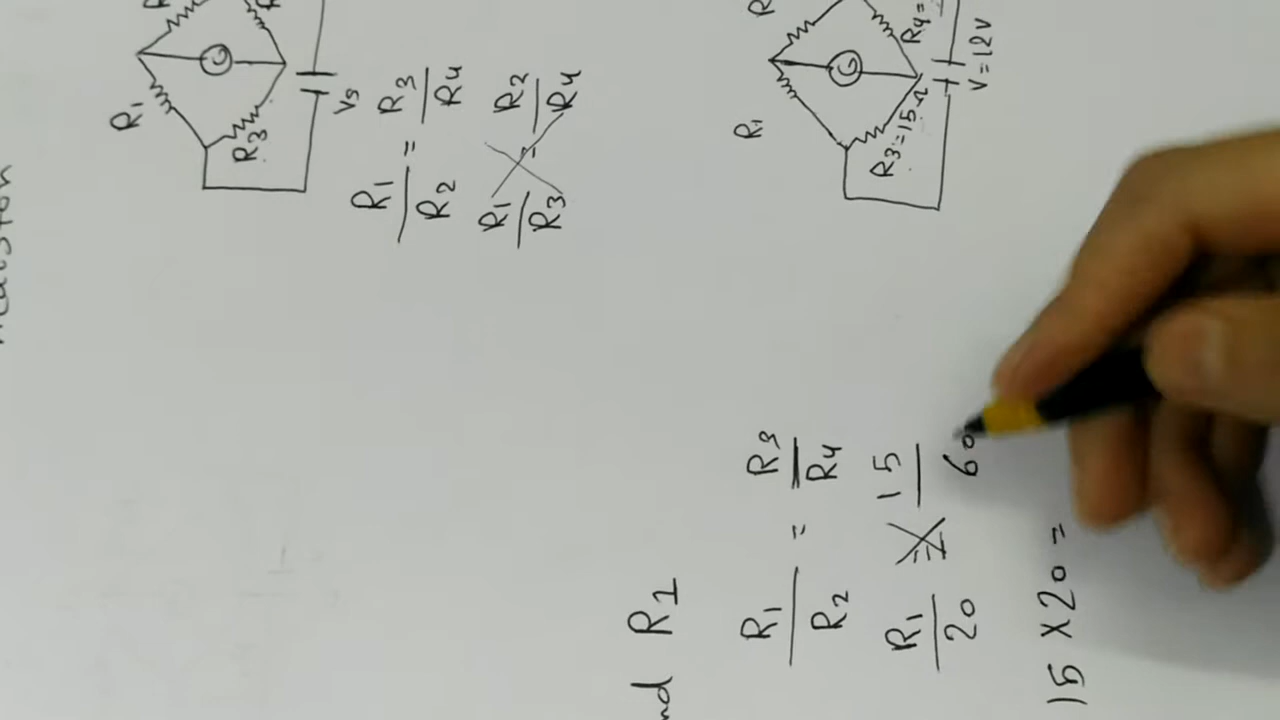 R1
R3
Vs
R1/R2 = R3/R4
R1/R3 = R2/R4
R1
R3=15Ω
R4=
V=12V
R1
R1/R2 = R3/R4
R1/20 = 15/60
15 X 20 =